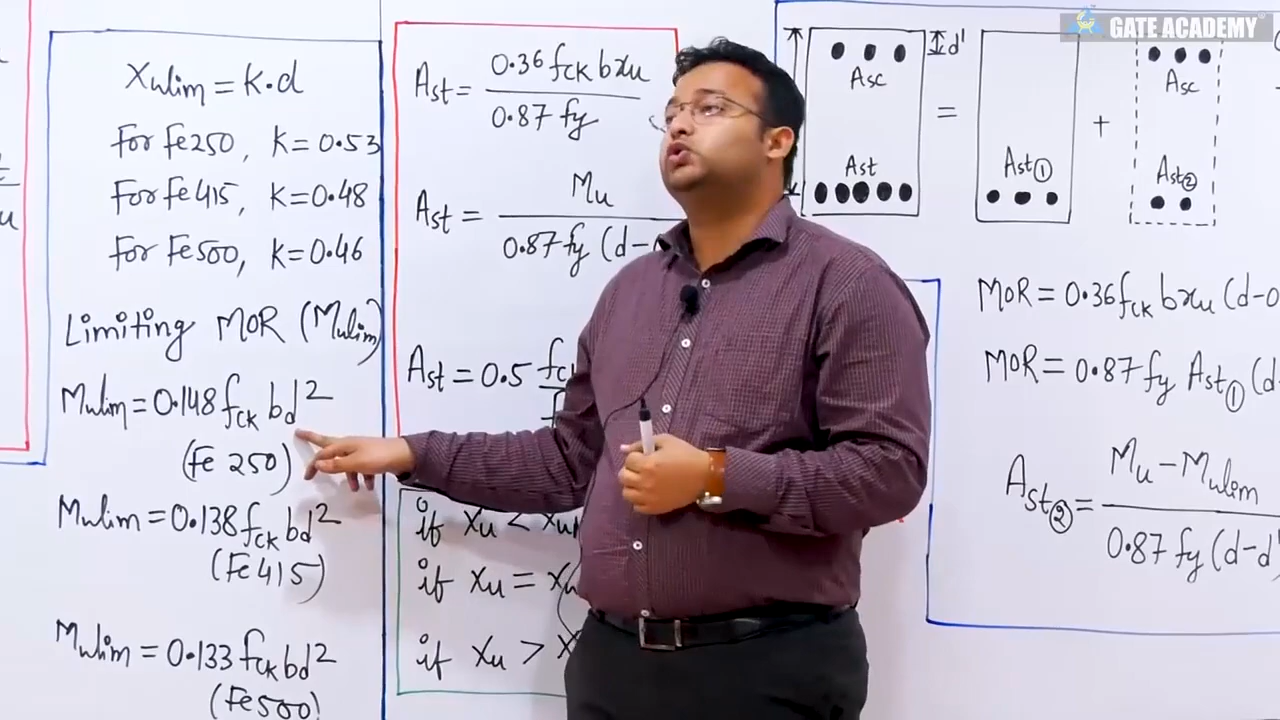 GATE ACADEMY
Xulim = K.d
For Fe250, K = 0.53
For Fe415, K = 0.48
For Fe500, K = 0.46
Limiting MOR (Mulim)
Mulim = 0.148 fck bd²
(Fe 250)
Mulim = 0.138 fck bd²
(Fe415)
Mulim = 0.133 fck bd²
(Fe500)
Ast = 0.36 fck b xu / 0.87 fy
Ast = Mu / 0.87 fy (d-
Ast = 0.5 fc
if Xu < Xu
if Xu = Xu
if Xu > X
d'
Asc
Ast
=
Ast①
+
Asc
Ast②
MOR = 0.36 fck b xu (d-0
MOR = 0.87 fy Ast① (d
Ast② = Mu - Mulim / 0.87 fy (d-d'
u